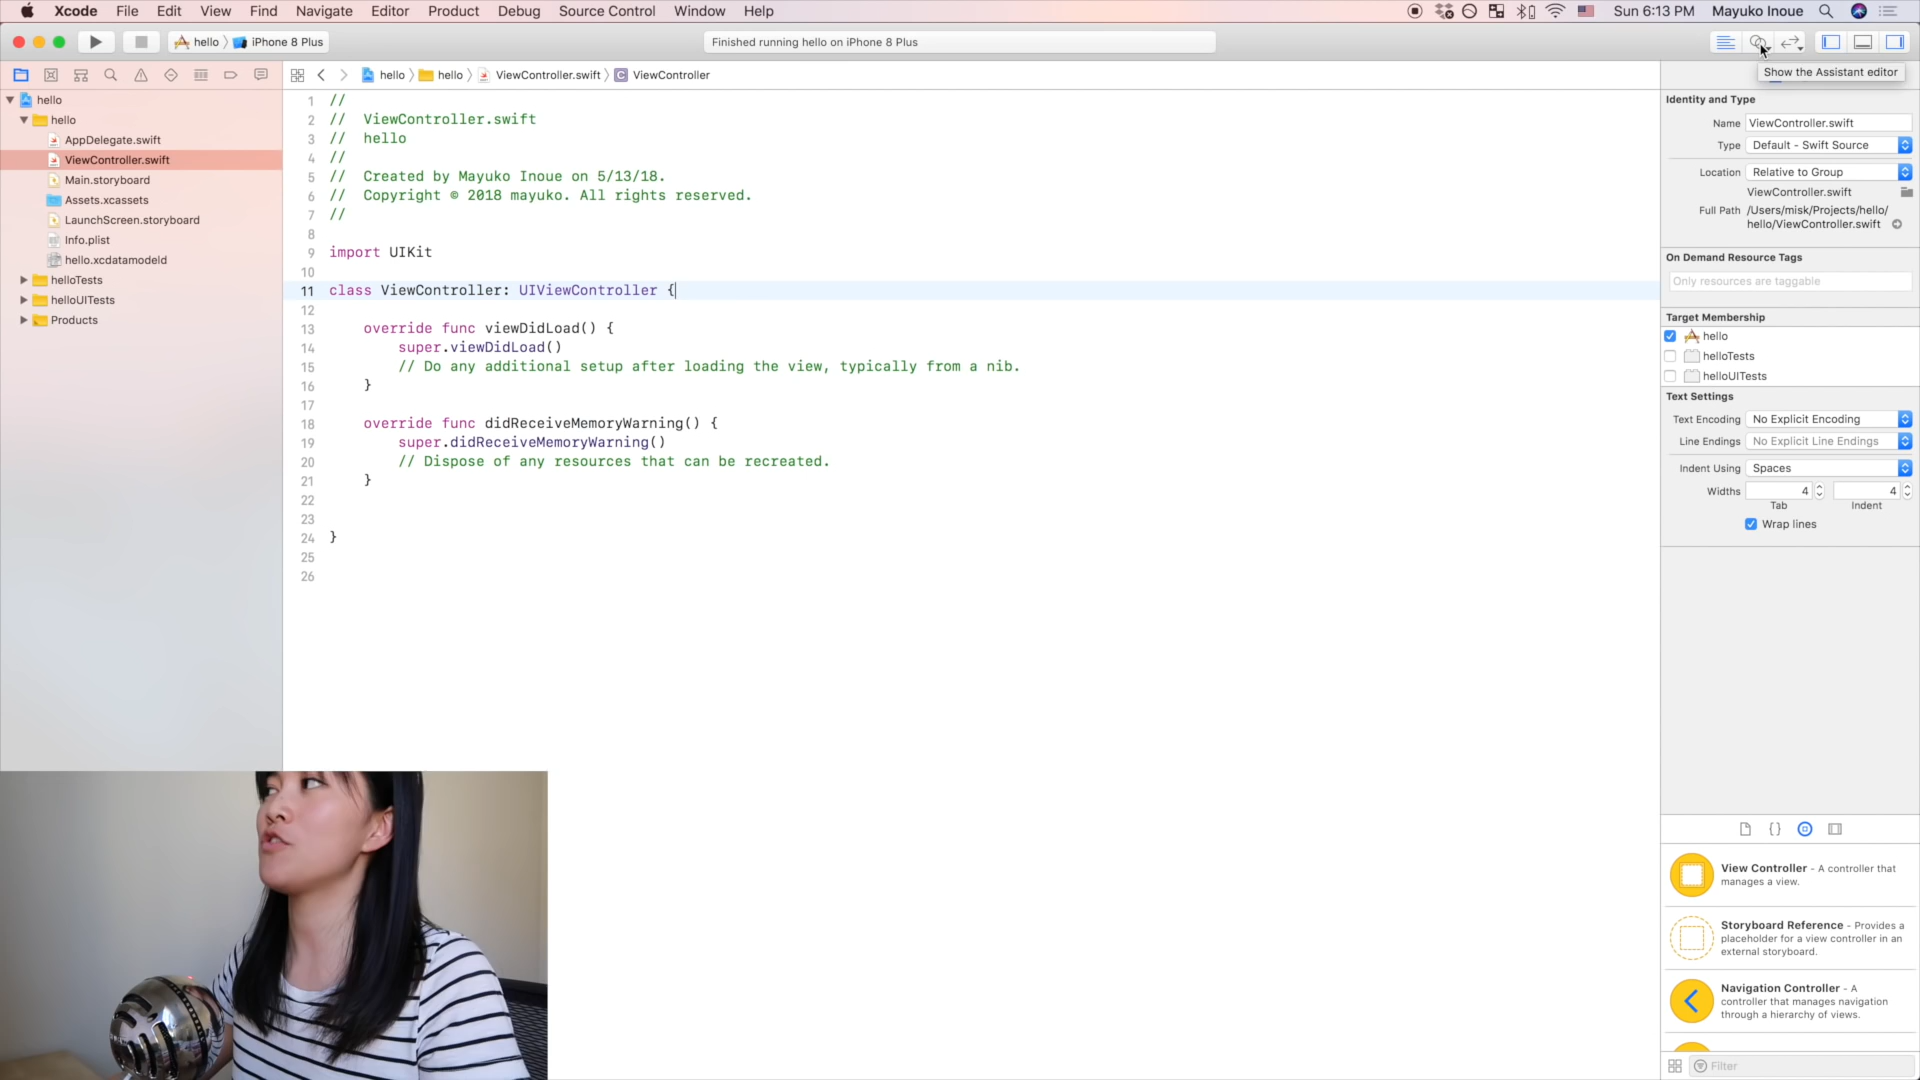 Xcode File Edit View Find Navigate Editor Product Debug Source Control Window Help Sun 6:13 PM Mayuko Inoue
hello iPhone 8 Plus Finished running hello on iPhone 8 Plus
Show the Assistant editor
hello hello ViewController.swift C ViewController
hello
hello
AppDelegate.swift
ViewController.swift
Main.storyboard
Assets.xcassets
LaunchScreen.storyboard
Info.plist
hello.xcdatamodeld
helloTests
helloUITests
Products
1 //
2 //  ViewController.swift
3 //  hello
4 //
5 //  Created by Mayuko Inoue on 5/13/18.
6 //  Copyright © 2018 mayuko. All rights reserved.
7 //
8
9 import UIKit
10
11 class ViewController: UIViewController {
12
13     override func viewDidLoad() {
14         super.viewDidLoad()
15         // Do any additional setup after loading the view, typically from a nib.
16     }
17
18     override func didReceiveMemoryWarning() {
19         super.didReceiveMemoryWarning()
20         // Dispose of any resources that can be recreated.
21     }
22
23
24 }
25
26
Identity and Type
Name ViewController.swift
Type Default - Swift Source
Location Relative to Group
ViewController.swift
Full Path /Users/misk/Projects/hello/
hello/ViewController.swift
On Demand Resource Tags
Only resources are taggable
Target Membership
hello
helloTests
helloUITests
Text Settings
Text Encoding No Explicit Encoding
Line Endings No Explicit Line Endings
Indent Using Spaces
Widths 4 4
Tab Indent
Wrap lines
{}
View Controller - A controller that
manages a view.
Storyboard Reference - Provides a
placeholder for a view controller in an
external storyboard.
Navigation Controller - A
controller that manages navigation
through a hierarchy of views.
Filter